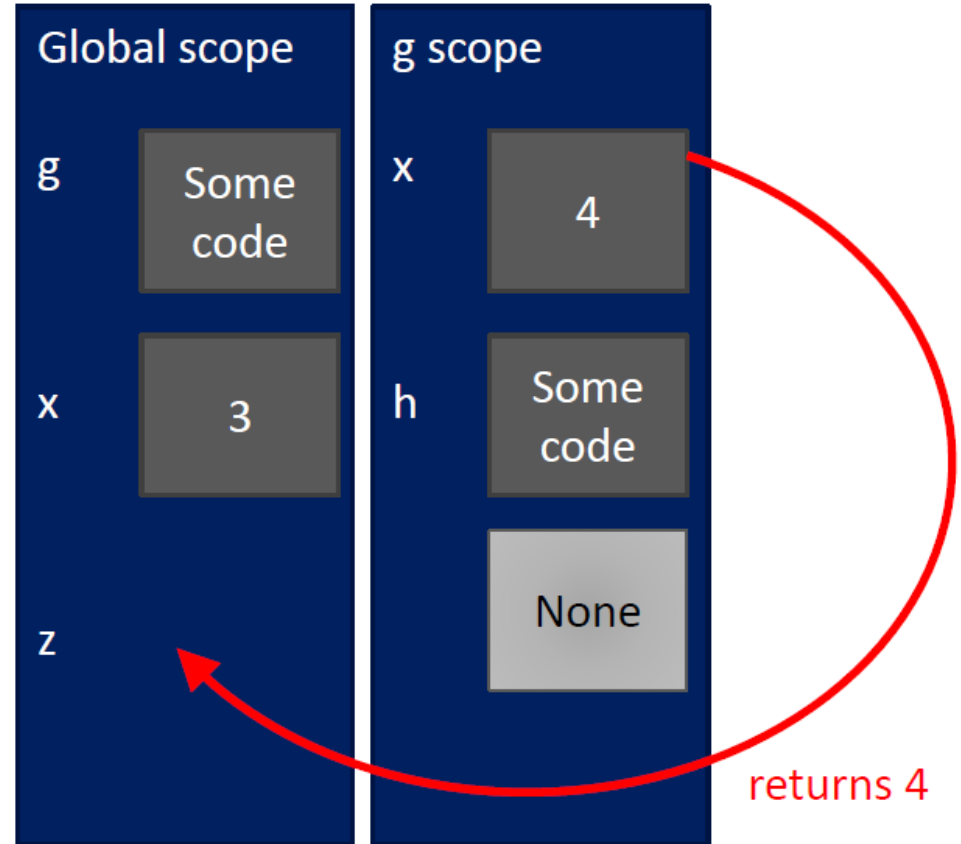 Global scope
g
Some
code
x
3
z
g scope
x
4
h
Some
code
None
returns 4